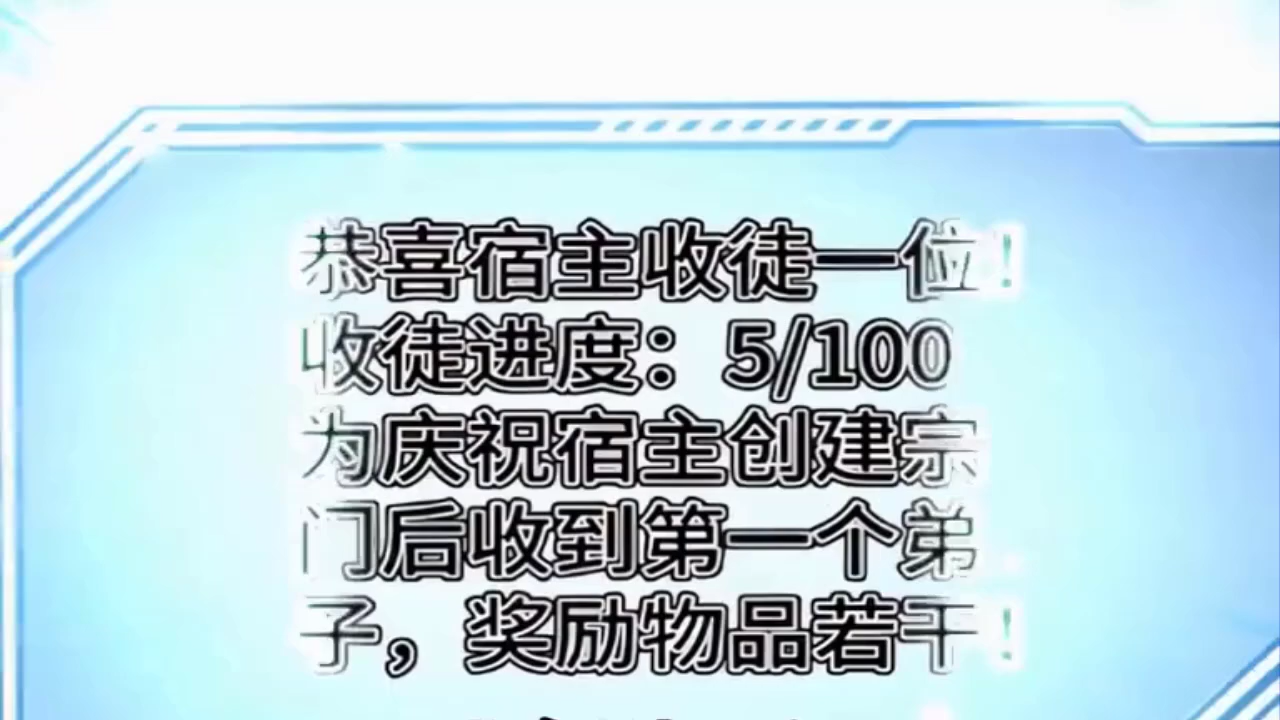 恭喜宿主收徒一位！
收徒进度：5/100
为庆祝宿主创建宗
门后收到第一个弟
子，奖励物品若干！